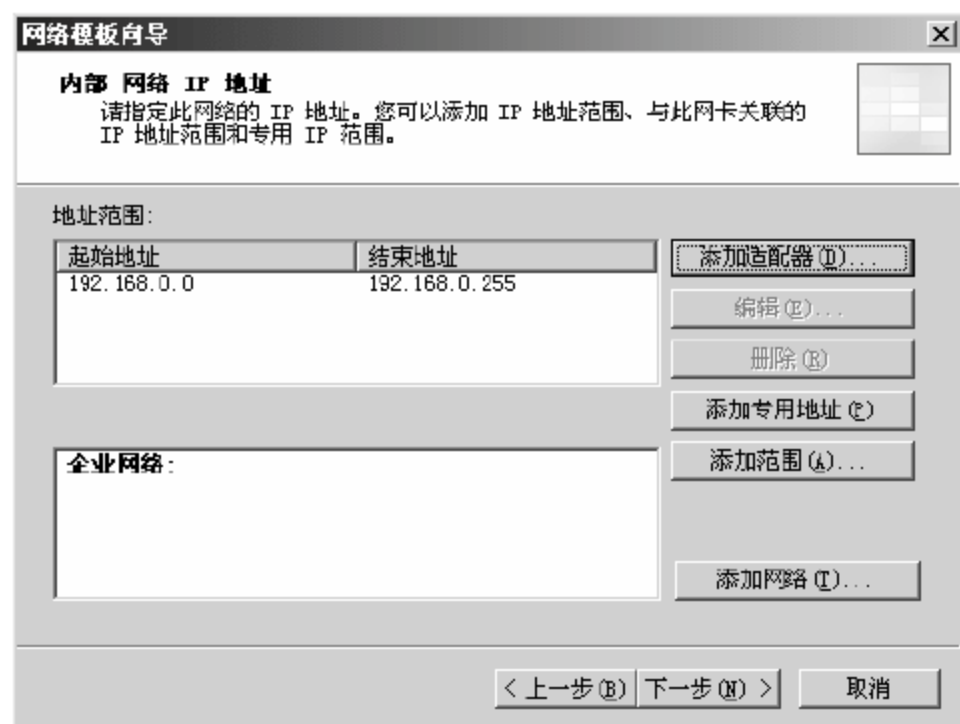 网络模板向导
内部 网络 IP 地址
请指定此网络的 IP 地址。您可以添加 IP 地址范围、与此网卡关联的
IP 地址范围和专用 IP 范围。
地址范围:
起始地址 结束地址
192.168.0.0 192.168.0.255
添加适配器(D)...
编辑(E)...
删除(R)
添加专用地址(P)
添加范围(A)...
企业网络:
添加网络(T)...
< 上一步(B) 下一步(N) > 取消